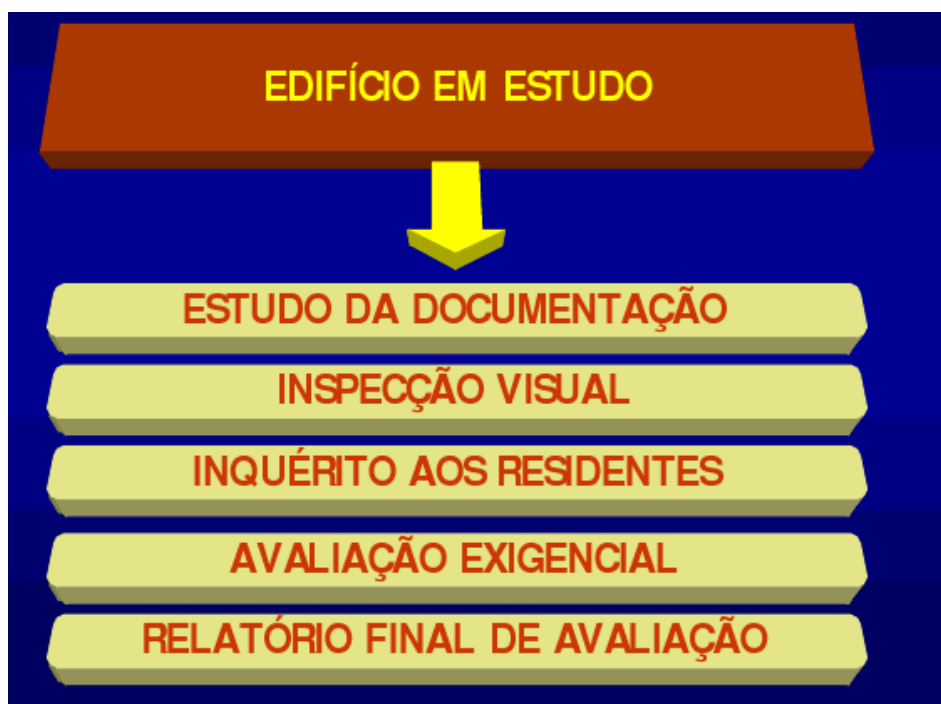 EDIFÍCIO EM ESTUDO
ESTUDO DA DOCUMENTAÇÃO
INSPECÇÃO VISUAL
INQUÉRITO AOS RESIDENTES
AVALIAÇÃO EXIGENCIAL
RELATÓRIO FINAL DE AVALIAÇÃO